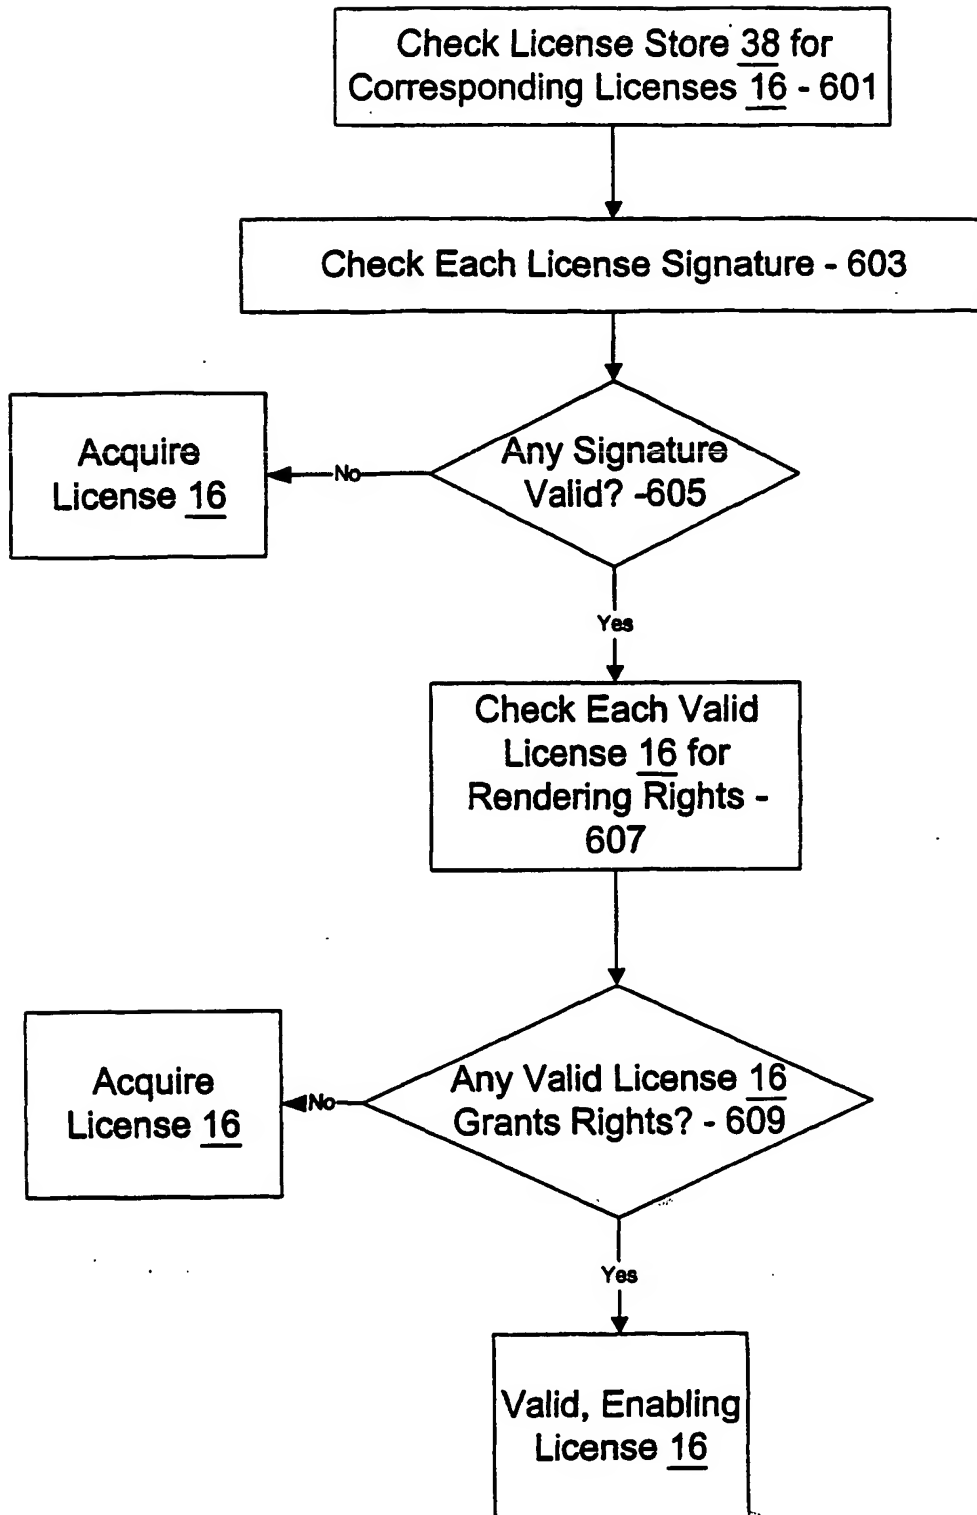 Check License Store 38 for
Corresponding Licenses 16 - 601
Check Each License Signature - 603
Any Signature
Valid? -605
Acquire
License 16
No
Yes
Check Each Valid
License 16 for
Rendering Rights -
607
Any Valid License 16
Grants Rights? - 609
Acquire
License 16
No
Yes
Valid, Enabling
License 16